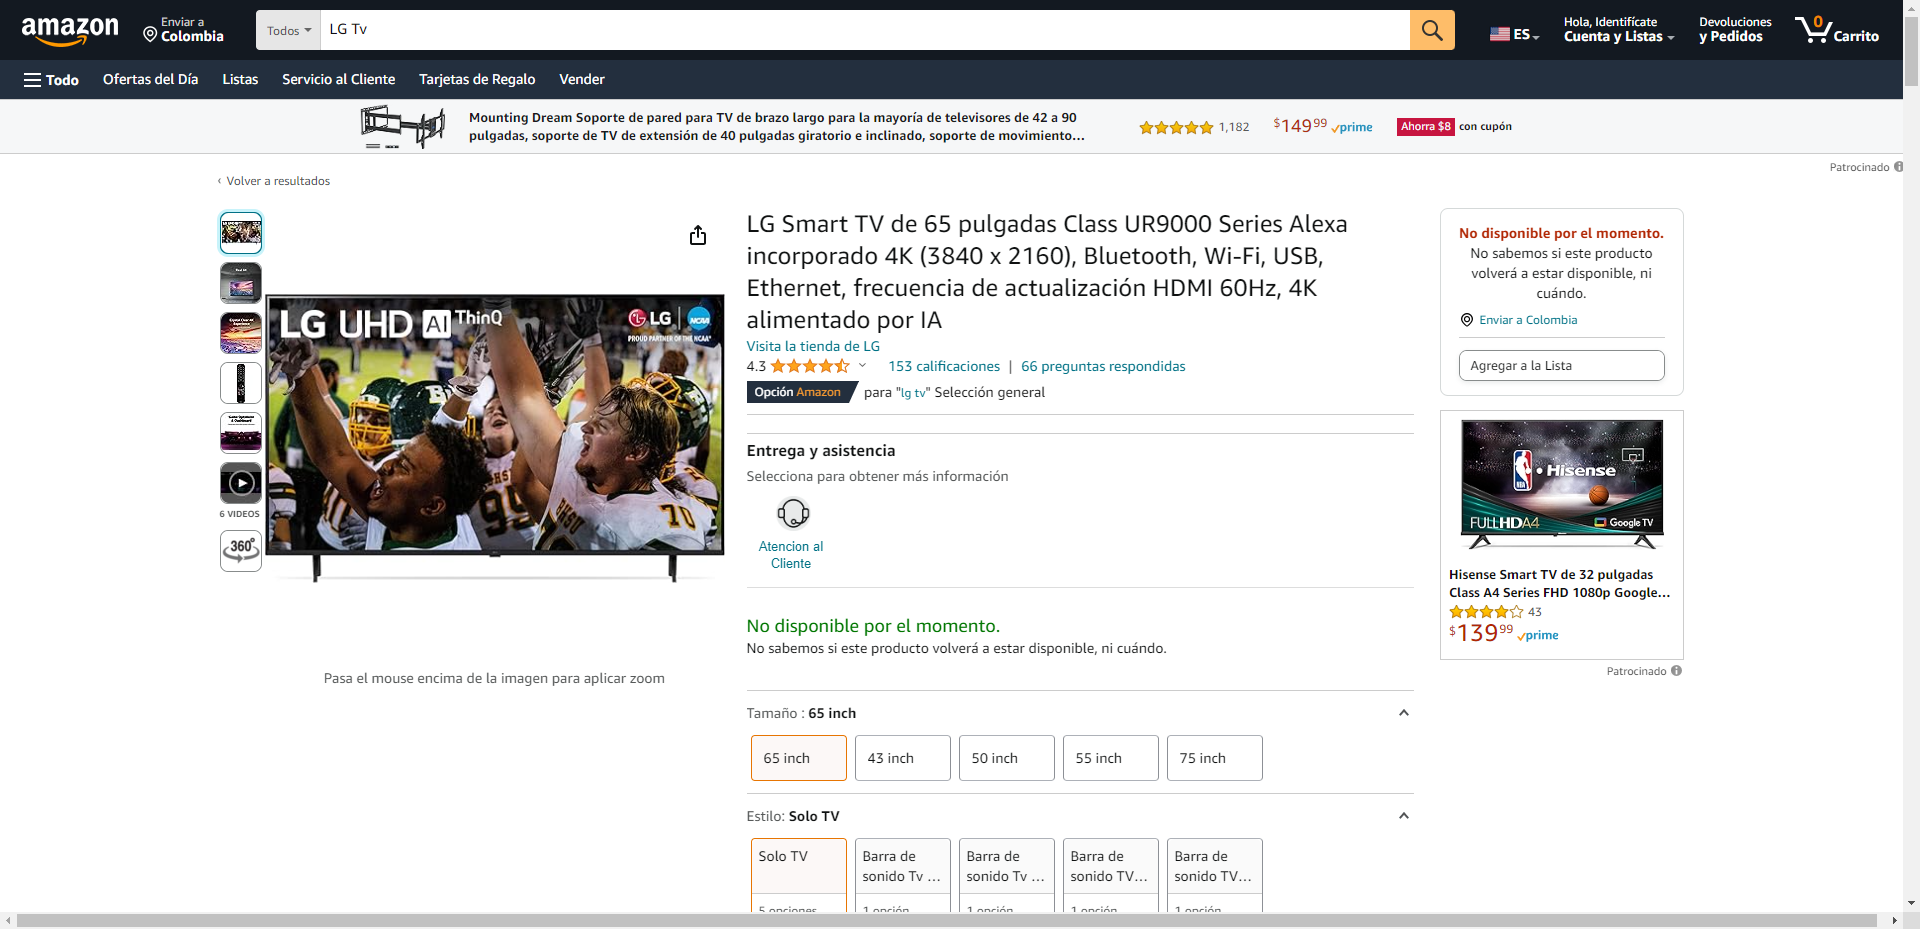 amazon
Enviar a
Colombia
Todos
LG Tv
ES
Hola, Identifícate
Cuenta y Listas
Devoluciones
y Pedidos
0
Carrito
Todo
Ofertas del Día
Listas
Servicio al Cliente
Tarjetas de Regalo
Vender
Mounting Dream Soporte de pared para TV de brazo largo para la mayoría de televisores de 42 a 90
pulgadas, soporte de TV de extensión de 40 pulgadas giratorio e inclinado, soporte de movimiento...
1,182
$14999 prime
Ahorra $8 con cupón
Patrocinado
‹ Volver a resultados
6 VIDEOS
360°
LG UHD AI ThinQ
LG
NCAA
PROUD PARTNER OF THE NCAA
70
Pasa el mouse encima de la imagen para aplicar zoom
LG Smart TV de 65 pulgadas Class UR9000 Series Alexa
incorporado 4K (3840 x 2160), Bluetooth, Wi-Fi, USB,
Ethernet, frecuencia de actualización HDMI 60Hz, 4K
alimentado por IA
Visita la tienda de LG
4.3
153 calificaciones | 66 preguntas respondidas
Opción Amazon para "lg tv" Selección general
Entrega y asistencia
Selecciona para obtener más información
Atencion al
Cliente
No disponible por el momento.
No sabemos si este producto volverá a estar disponible, ni cuándo.
Tamaño : 65 inch
65 inch
43 inch
50 inch
55 inch
75 inch
Estilo: Solo TV
Solo TV
5 opciones
Barra de
sonido Tv ...
1 opción
Barra de
sonido Tv ...
1 opción
Barra de
sonido TV...
1 opción
Barra de
sonido TV...
1 opción
No disponible por el momento.
No sabemos si este producto
volverá a estar disponible, ni
cuándo.
Enviar a Colombia
Agregar a la Lista
NBA
Hisense
FULLHDA4
Google TV
Hisense Smart TV de 32 pulgadas
Class A4 Series FHD 1080p Google...
43
$13999 prime
Patrocinado